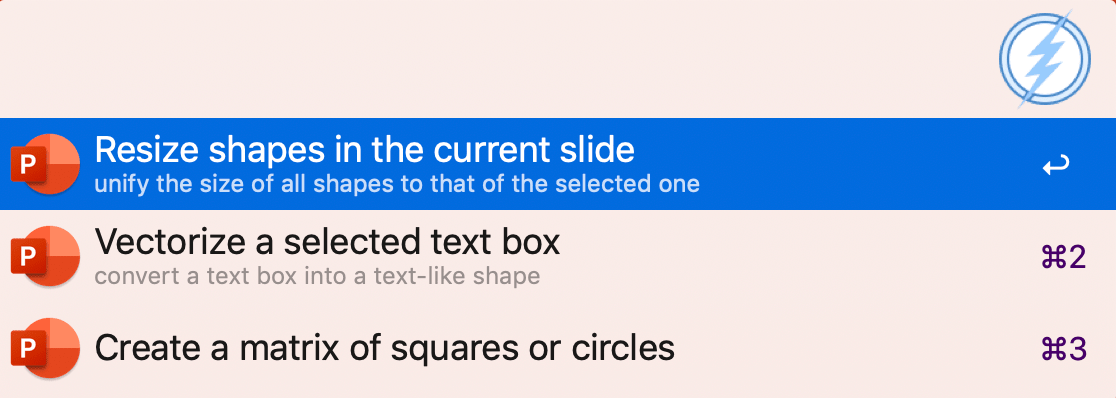 Resize shapes in the current slide
unify the size of all shapes to that of the selected one
Vectorize a selected text box
convert a text box into a text-like shape
⌘2
Create a matrix of squares or circles
⌘3
P
P
P